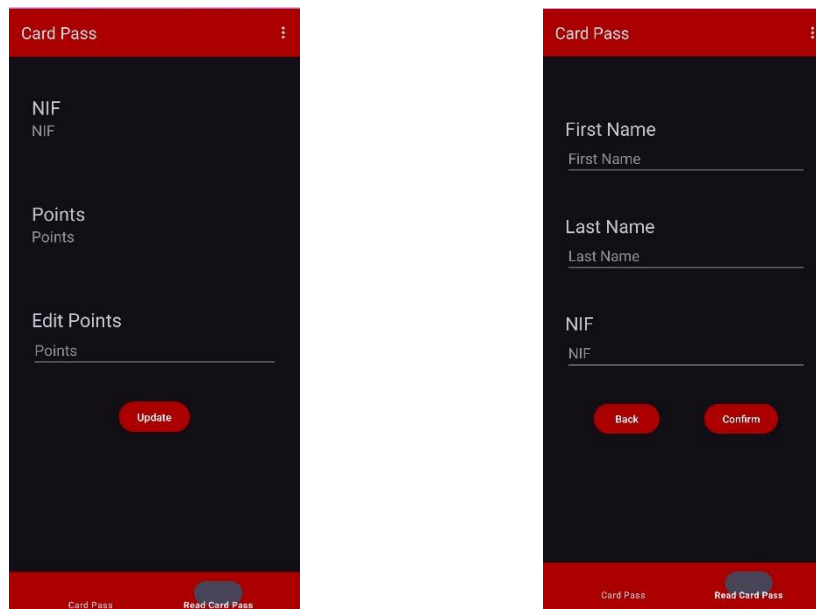 Card Pass
NIF
NIF
Points
Points
Edit Points
Points
Update
Card Pass
Read Card Pass
Card Pass
First Name
First Name
Last Name
Last Name
NIF
NIF
Back
Confirm
Card Pass
Read Card Pass